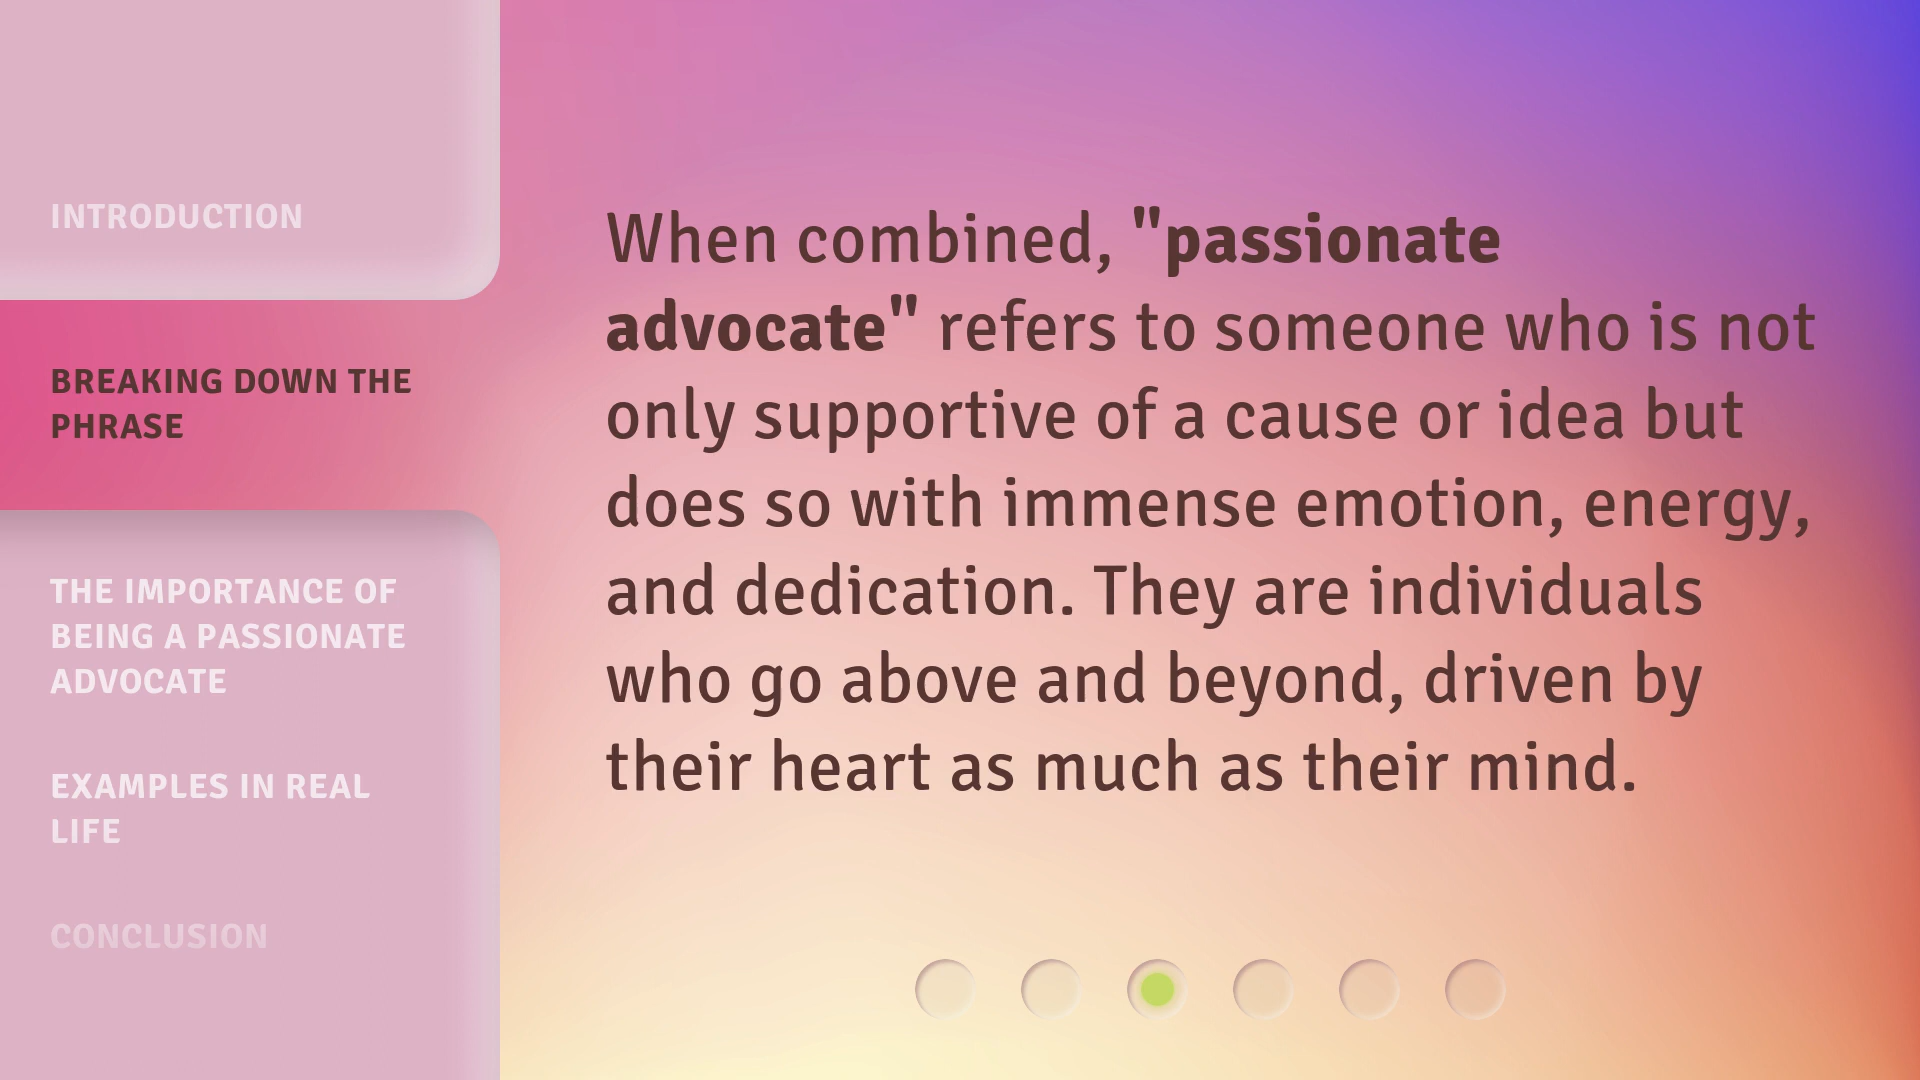 INTRODUCTION
BREAKING DOWN THE
PHRASE
THE IMPORTANCE OF
BEING A PASSIONATE
ADVOCATE
EXAMPLES IN REAL
LIFE
CONCLUSION
When combined, "passionate
advocate" refers to someone who is not
only supportive of a cause or idea but
does so with immense emotion, energy,
and dedication. They are individuals
who go above and beyond, driven by
their heart as much as their mind.